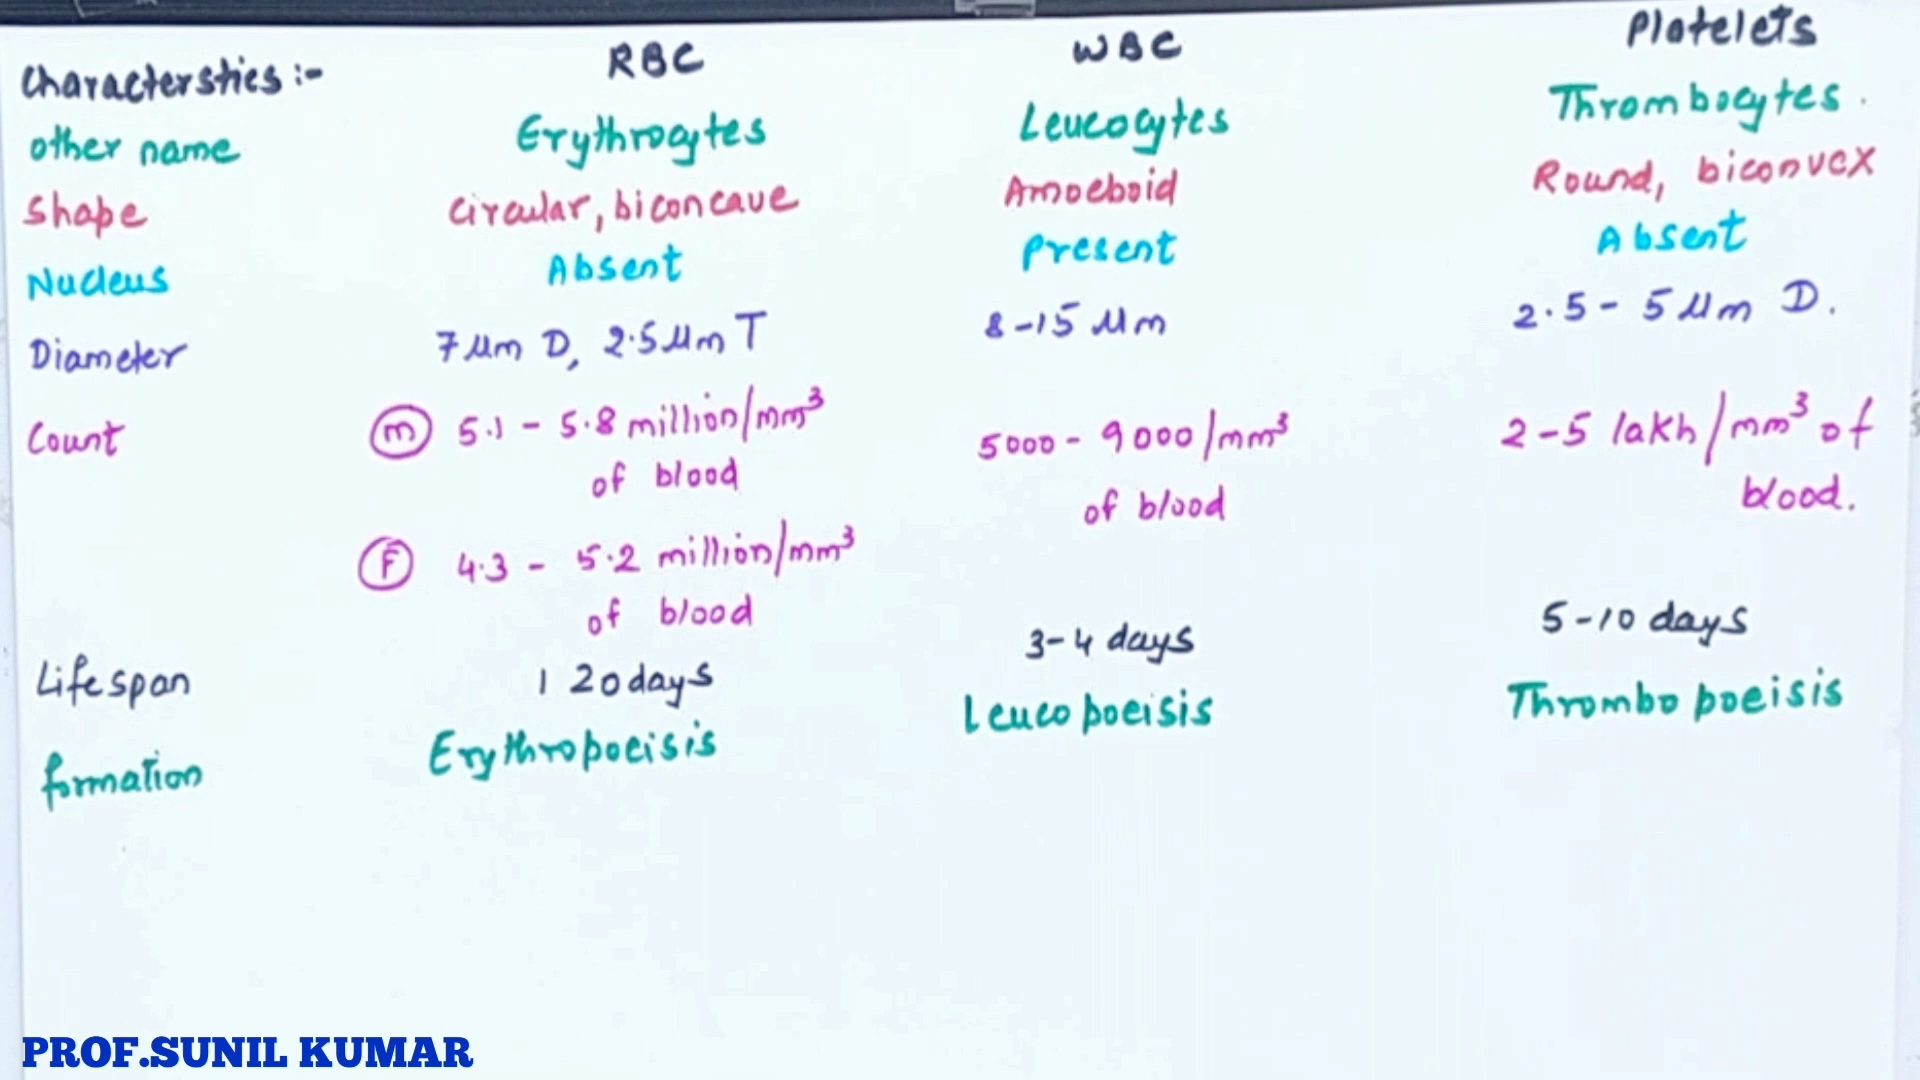 Characterstics :- RBC WBC Platelets
other name Erythrocytes Leucocytes Thrombocytes.
Shape Circular, biconcave Amoeboid Round, biconvex
Nucleus Absent Present Absent
Diameter 7 µm D, 2.5 µm T 8-15 µm 2.5 - 5 µm D.
Count (m) 5.1 - 5.8 million/mm³ 5000 - 9000/mm³ 2-5 lakh/mm³ of
of blood of blood blood.
(F) 4.3 - 5.2 million/mm³
of blood
Lifespan 120 days 3-4 days 5-10 days
formation Erythropoeisis Leucopoeisis Thrombopoeisis
PROF.SUNIL KUMAR